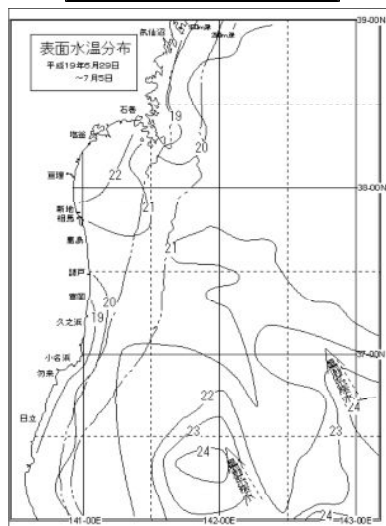 39-00N
気仙沼
表面水温分布
平成19年6月29日
～7月5日
石巻
19
塩釜
20
22
亘理
38-00N
新地
21
相馬
鹿島
21
請戸
富岡
20
19
久之浜
37-00N
小名浜
勿来
22
24
23
23
日立
24
24
141-00E
142-00E
143-00E